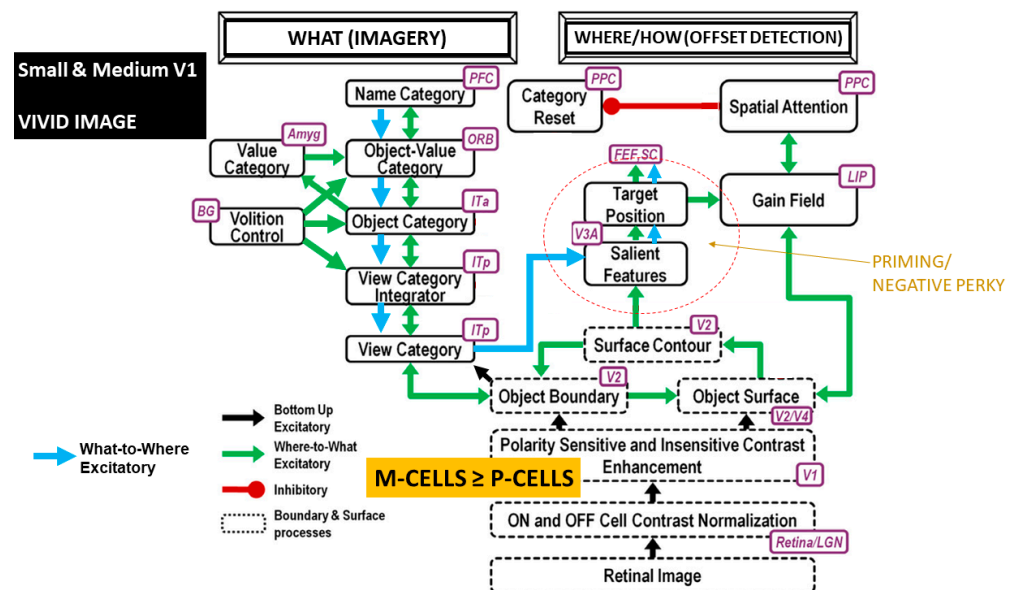 WHAT (IMAGERY)
WHERE/HOW (OFFSET DETECTION)
Small & Medium V1
VIVID IMAGE
PFC
Name Category
Amyg
Value
Category
ORB
Object-Value
Category
BG
Volition
Control
ITa
Object Category
ITp
View Category
Integrator
ITp
View Category
PPC
Category
Reset
PPC
Spatial Attention
FEF,SC
Target
Position
LIP
Gain Field
V3A
Salient
Features
PRIMING/
NEGATIVE PERKY
V2
Surface Contour
V2
Object Boundary
Object Surface
V2/V4
Polarity Sensitive and Insensitive Contrast
Enhancement
V1
M-CELLS ≥ P-CELLS
ON and OFF Cell Contrast Normalization
Retina/LGN
Retinal Image
What-to-Where
Excitatory
Bottom Up
Excitatory
Where-to-What
Excitatory
Inhibitory
Boundary & Surface
processes